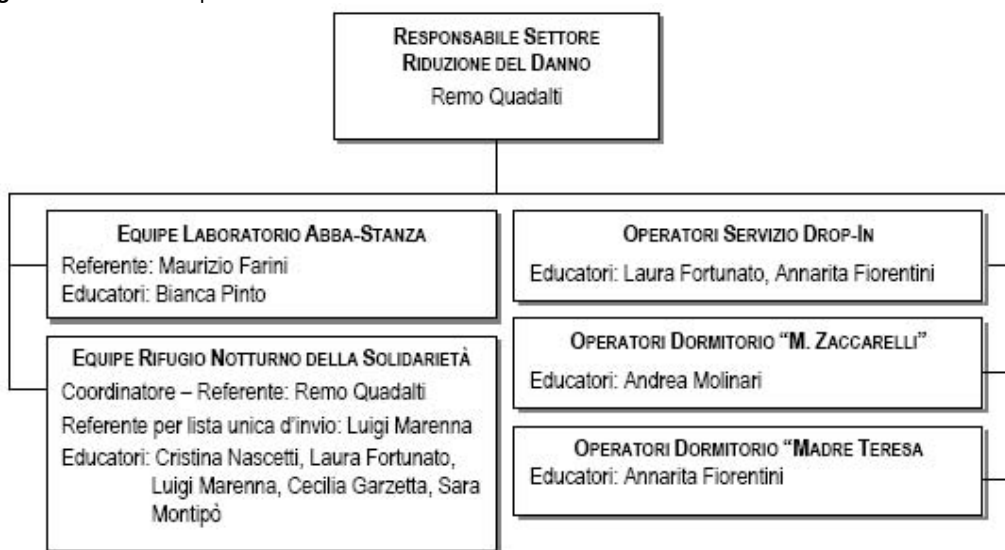 RESPONSABILE SETTORE
RIDUZIONE DEL DANNO
Remo Quadalti
EQUIPE LABORATORIO ABBA-STANZA
Referente: Maurizio Farini
Educatori: Bianca Pinto
EQUIPE RIFUGIO NOTTURNO DELLA SOLIDARIETÀ
Coordinatore – Referente: Remo Quadalti
Referente per lista unica d'invio: Luigi Marenna
Educatori: Cristina Nascetti, Laura Fortunato,
Luigi Marenna, Cecilia Garzetta, Sara
Montipò
OPERATORI SERVIZIO DROP-IN
Educatori: Laura Fortunato, Annarita Fiorentini
OPERATORI DORMITORIO “M. ZACCARELLI”
Educatori: Andrea Molinari
OPERATORI DORMITORIO “MADRE TERESA
Educatori: Annarita Fiorentini